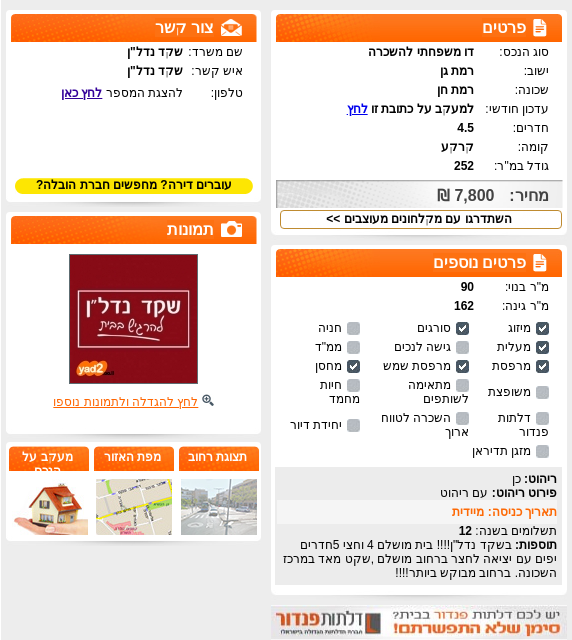 פרטים
סוג הנכס: דו משפחתי להשכרה
ישוב: רמת גן
שכונה: רמת חן
עדכון חודשי: למעקב על כתובת זו לחץ
חדרים: 4.5
קומה: קרקע
גודל במ"ר: 252
מחיר: 7,800 ₪
השתדרגו עם מקלחונים מעוצבים >>
פרטים נוספים
מ"ר בנוי: 90
מ"ר גינה: 162
מיזוג סורגים חניה
מעלית גישה לנכים ממ"ד
מרפסת מרפסת שמש מחסן
משופצת מתאימה לשותפים חיות מחמד
דלתות פנדור השכרה לטווח ארוך יחידת דיור
מזגן תדיראן
ריהוט: כן
פירוט ריהוט: עם ריהוט
תאריך כניסה: מיידית
תשלומים בשנה: 12
תוספות: בשקד נדל"ן!!!! בית מושלם 4 וחצי 5חדרים
יפים עם יציאה לחצר ברחוב מושלם ,שקט מאד במרכז
השכונה. ברחוב מבוקש ביותר!!!!
יש לכם דלתות פנדור בבית?
סימן שלא התפשרתם!
דלתות פנדור
חברת הדלתות הגדולה בישראל
צור קשר
שם משרד: שקד נדל"ן
איש קשר: שקד נדל"ן
טלפון: להצגת המספר לחץ כאן
עוברים דירה? מחפשים חברת הובלה?
תמונות
שקד נדל"ן
להרגיש בבית
yad2
לחץ להגדלה ולתמונות נוספו
תצוגת רחוב
מפת האזור
מעקב על
הנכס